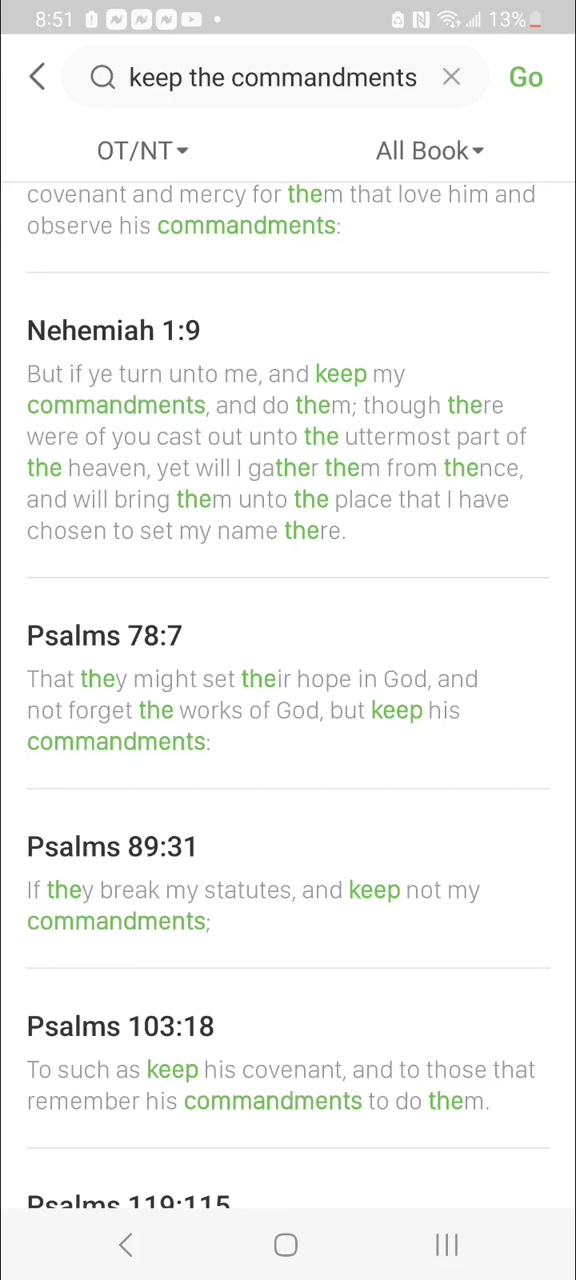 8:51
13%
keep the commandments
Go
OT/NT
All Book
covenant and mercy for them that love him and
observe his commandments:
Nehemiah 1:9
But if ye turn unto me, and keep my
commandments, and do them; though there
were of you cast out unto the uttermost part of
the heaven, yet will I gather them from thence,
and will bring them unto the place that I have
chosen to set my name there.
Psalms 78:7
That they might set their hope in God, and
not forget the works of God, but keep his
commandments:
Psalms 89:31
If they break my statutes, and keep not my
commandments;
Psalms 103:18
To such as keep his covenant, and to those that
remember his commandments to do them.
Psalms 119:115